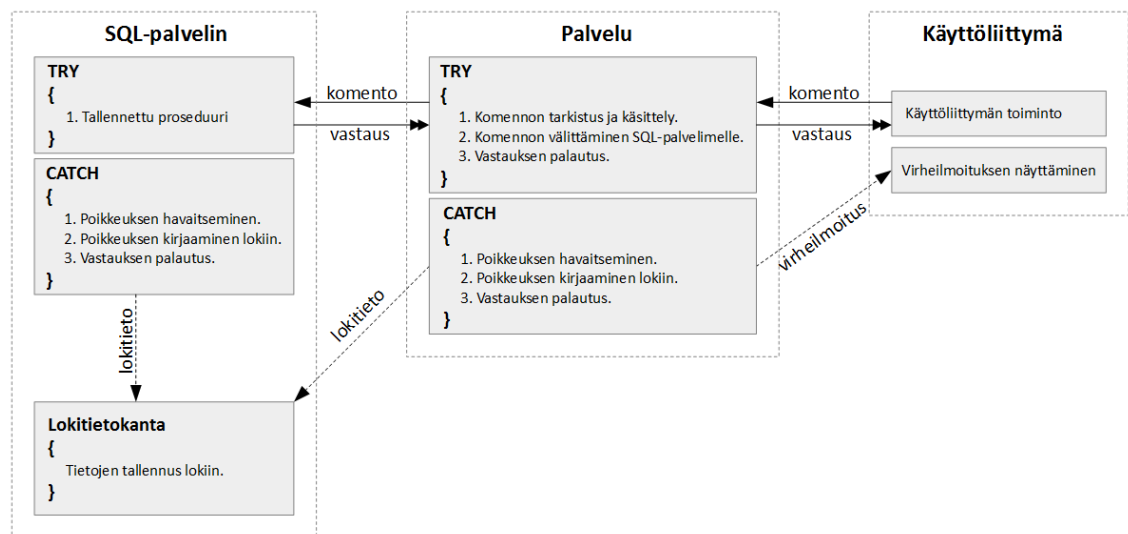 SQL-palvelin
TRY
{
1. Tallennettu proseduuri
}
CATCH
{
1. Poikkeuksen havaitseminen.
2. Poikkeuksen kirjaaminen lokiin.
3. Vastauksen palautus.
}
lokitieto
Lokitietokanta
{
Tietojen tallennus lokiin.
}
komento
vastaus
lokitieto
Palvelu
TRY
{
1. Komennon tarkistus ja käsittely.
2. Komennon välittäminen SQL-palvelimelle.
3. Vastauksen palautus.
}
CATCH
{
1. Poikkeuksen havaitseminen.
2. Poikkeuksen kirjaaminen lokiin.
3. Vastauksen palautus.
}
komento
vastaus
virheilmoitus
Käyttöliittymä
Käyttöliittymän toiminto
Virheilmoituksen näyttäminen